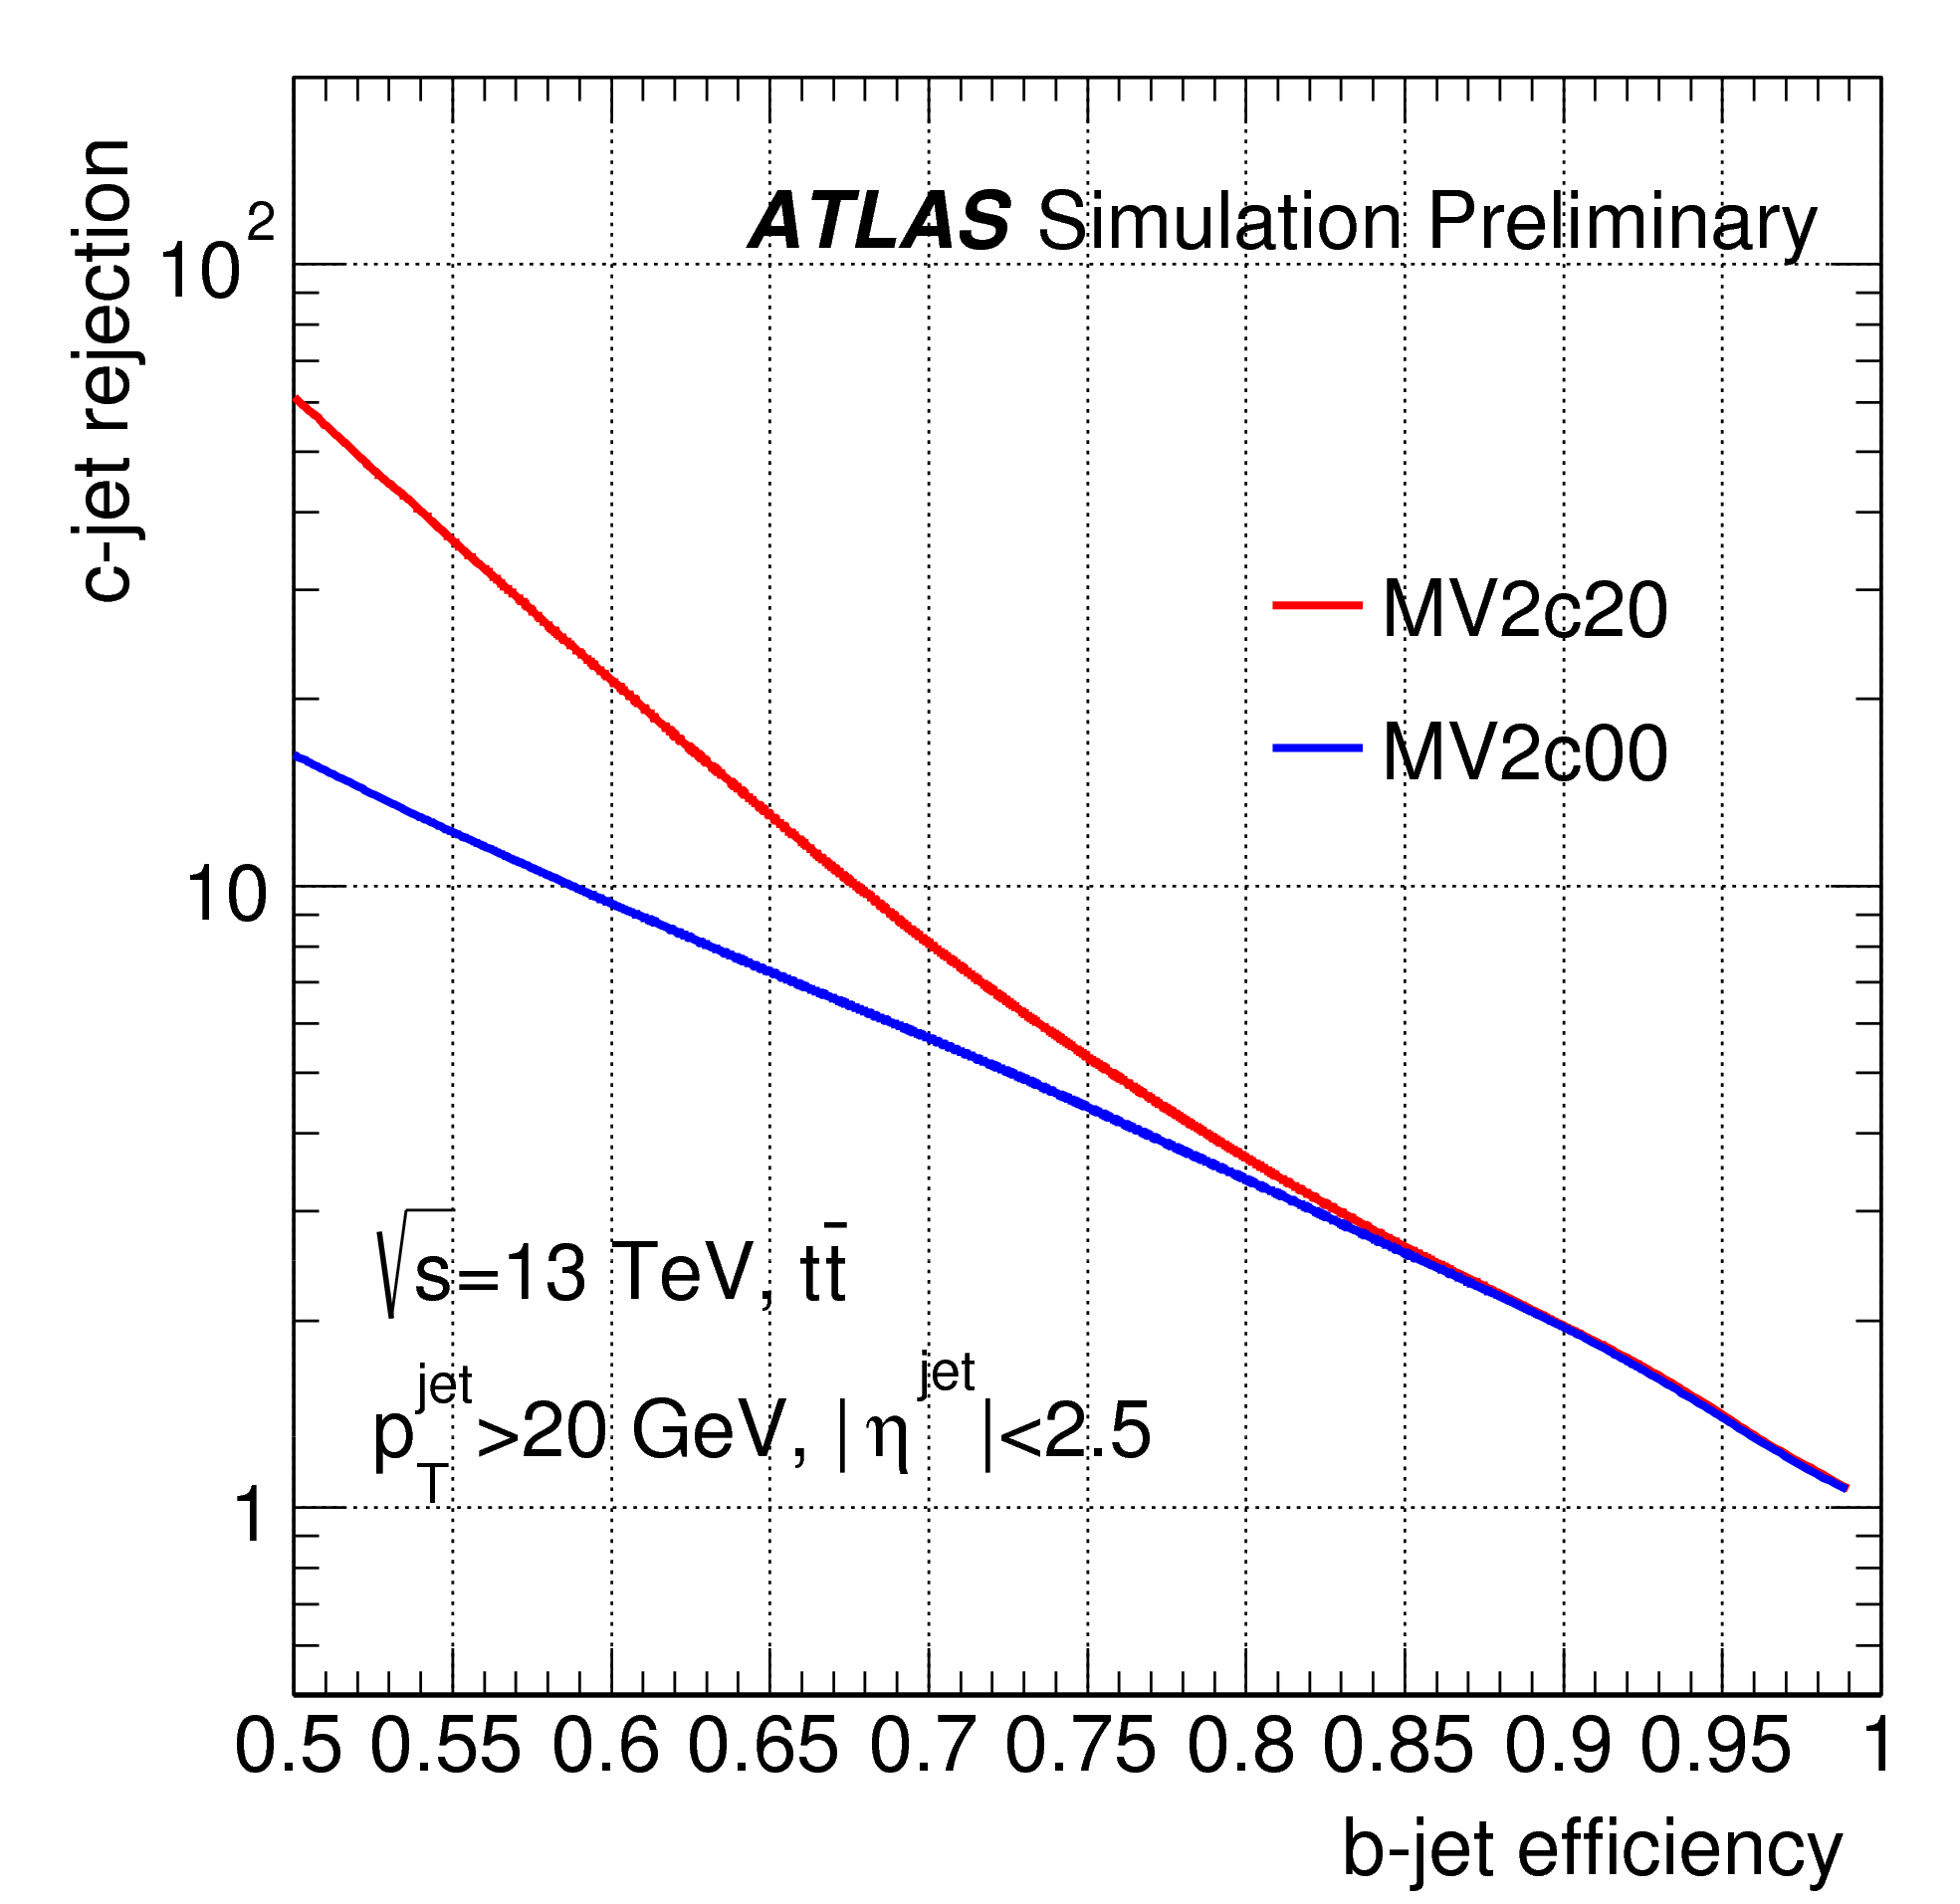 ATLAS Simulation Preliminary
c-jet rejection
10²
10
1
MV2c20
MV2c00
√s=13 TeV, tt̄
p_T^jet>20 GeV, |η^jet|<2.5
0.5 0.55 0.6 0.65 0.7 0.75 0.8 0.85 0.9 0.95 1
b-jet efficiency